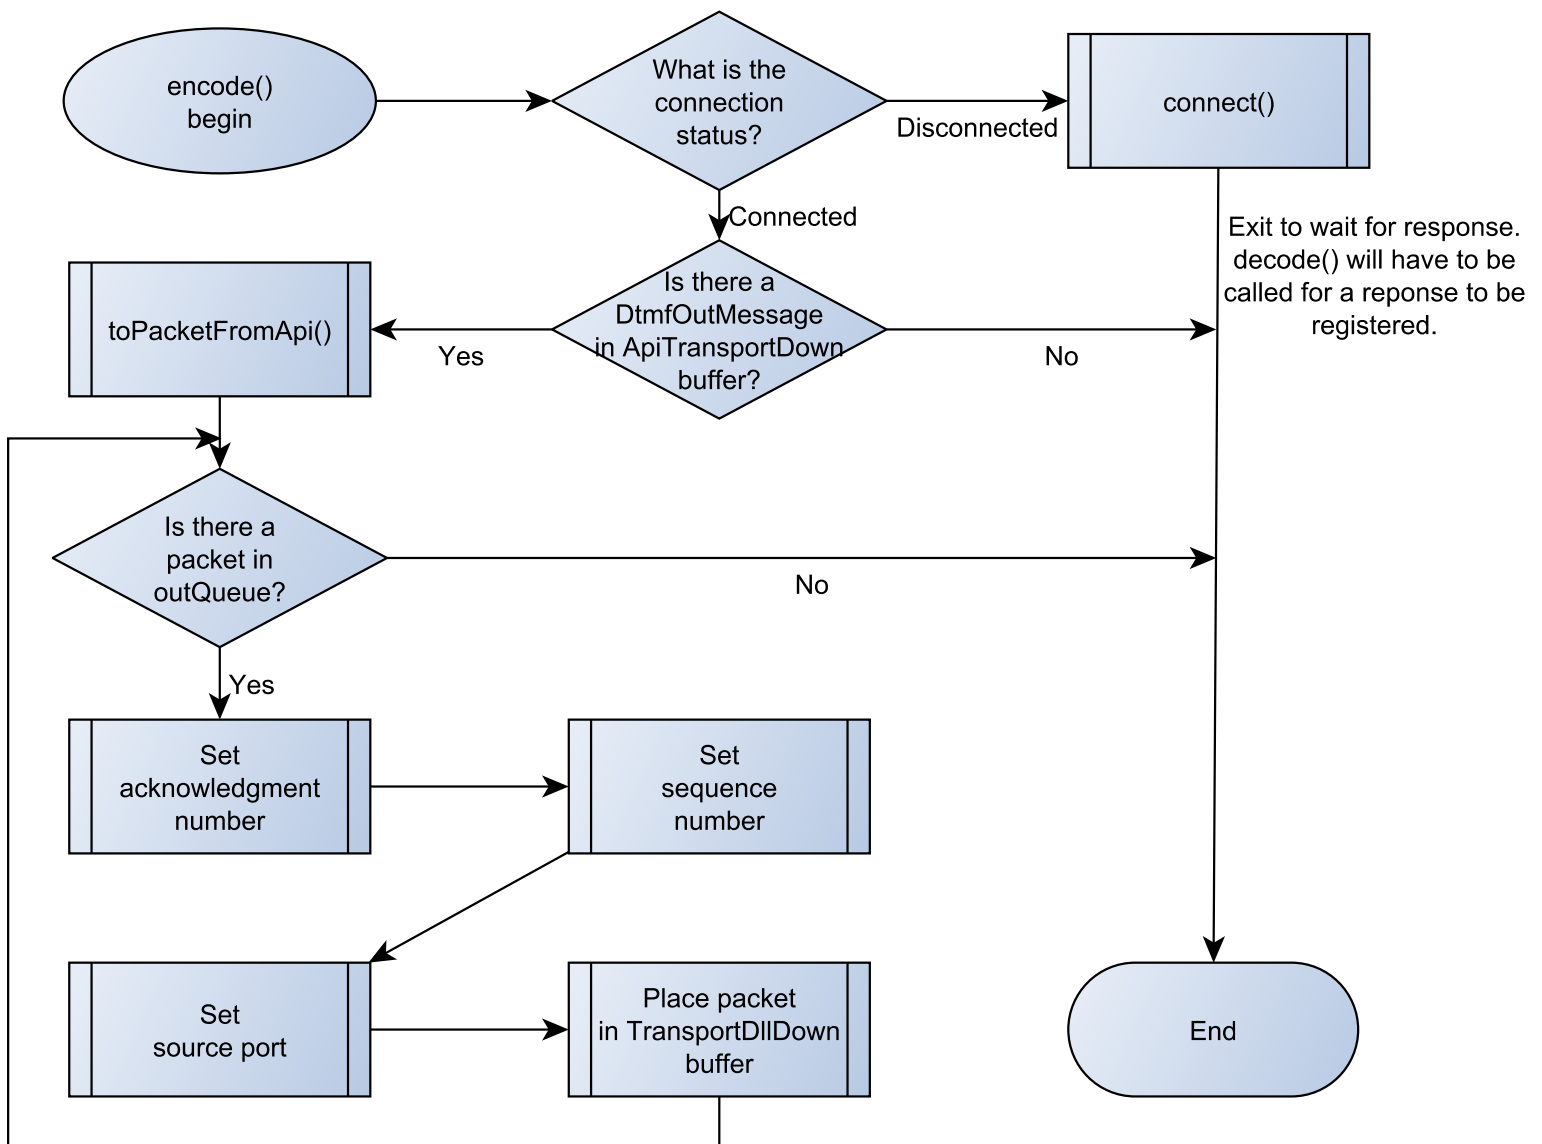 encode()
begin
What is the
connection
status?
Disconnected
connect()
Connected
Exit to wait for response.
decode() will have to be
called for a reponse to be
registered.
toPacketFromApi()
Yes
Is there a
DtmfOutMessage
in ApiTransportDown
buffer?
No
Is there a
packet in
outQueue?
No
Yes
Set
acknowledgment
number
Set
sequence
number
Set
source port
Place packet
in TransportDllDown
buffer
End